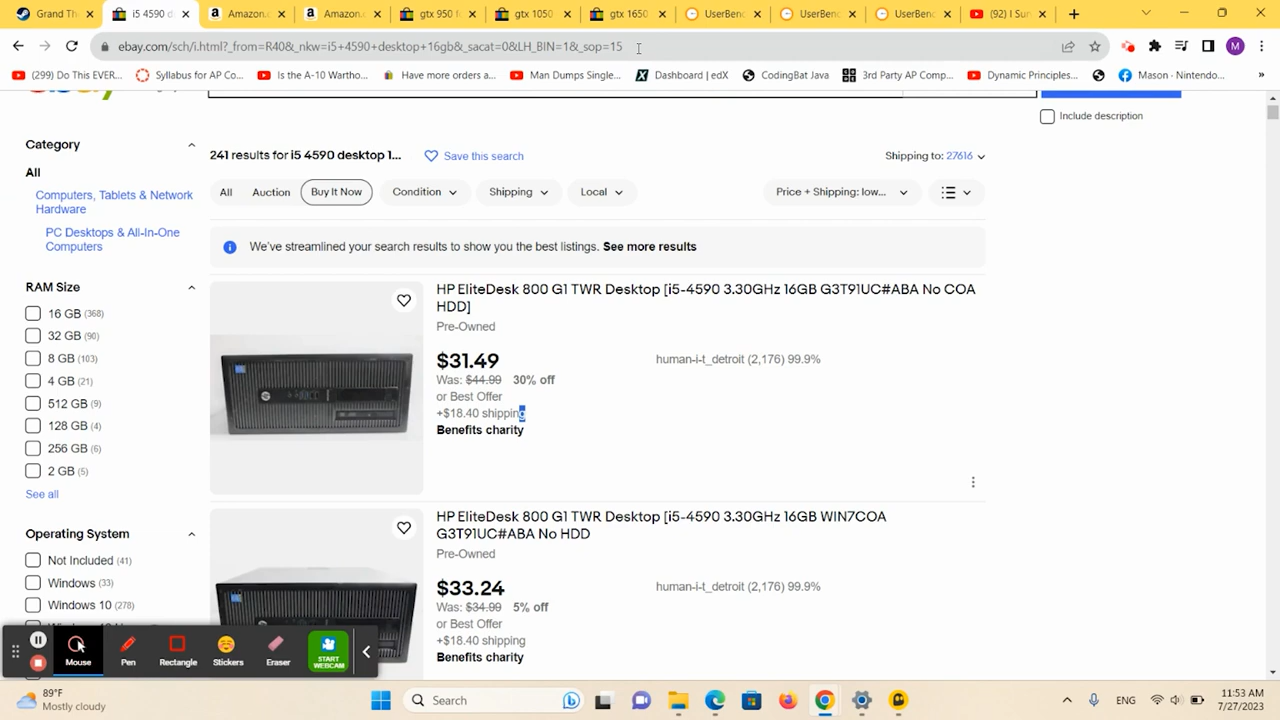 Grand The
i5 4590 d
Amazon.c
Amazon.c
gtx 950 f
gtx 1050
gtx 1650
UserBenc
UserBenc
UserBenc
(92) I Sur
ebay.com/sch/i.html?_from=R40&_nkw=i5+4590+desktop+16gb&_sacat=0&LH_BIN=1&_sop=15
M
(299) Do This EVER...
Syllabus for AP Co...
Is the A-10 Wartho...
Have more orders a...
Man Dumps Single...
Dashboard | edX
CodingBat Java
3rd Party AP Comp...
Dynamic Principles...
Mason - Nintendo...
»
Include description
Category
All
Computers, Tablets & Network
Hardware
PC Desktops & All-In-One
Computers
241 results for i5 4590 desktop 1...
Save this search
Shipping to: 27616
All
Auction
Buy It Now
Condition
Shipping
Local
Price + Shipping: low...
We've streamlined your search results to show you the best listings. See more results
RAM Size
16 GB (368)
32 GB (90)
8 GB (103)
4 GB (21)
512 GB (9)
128 GB (4)
256 GB (6)
2 GB (5)
See all
Operating System
Not Included (41)
Windows (33)
Windows 10 (278)
HP EliteDesk 800 G1 TWR Desktop [i5-4590 3.30GHz 16GB G3T91UC#ABA No COA
HDD]
Pre-Owned
$31.49
Was: $44.99 30% off
or Best Offer
+$18.40 shipping
Benefits charity
human-i-t_detroit (2,176) 99.9%
HP EliteDesk 800 G1 TWR Desktop [i5-4590 3.30GHz 16GB WIN7COA
G3T91UC#ABA No HDD
Pre-Owned
$33.24
Was: $34.99 5% off
or Best Offer
+$18.40 shipping
Benefits charity
human-i-t_detroit (2,176) 99.9%
Mouse
Pen
Rectangle
Stickers
Eraser
START
WEBCAM
89°F
Mostly cloudy
Search
ENG
11:53 AM
7/27/2023